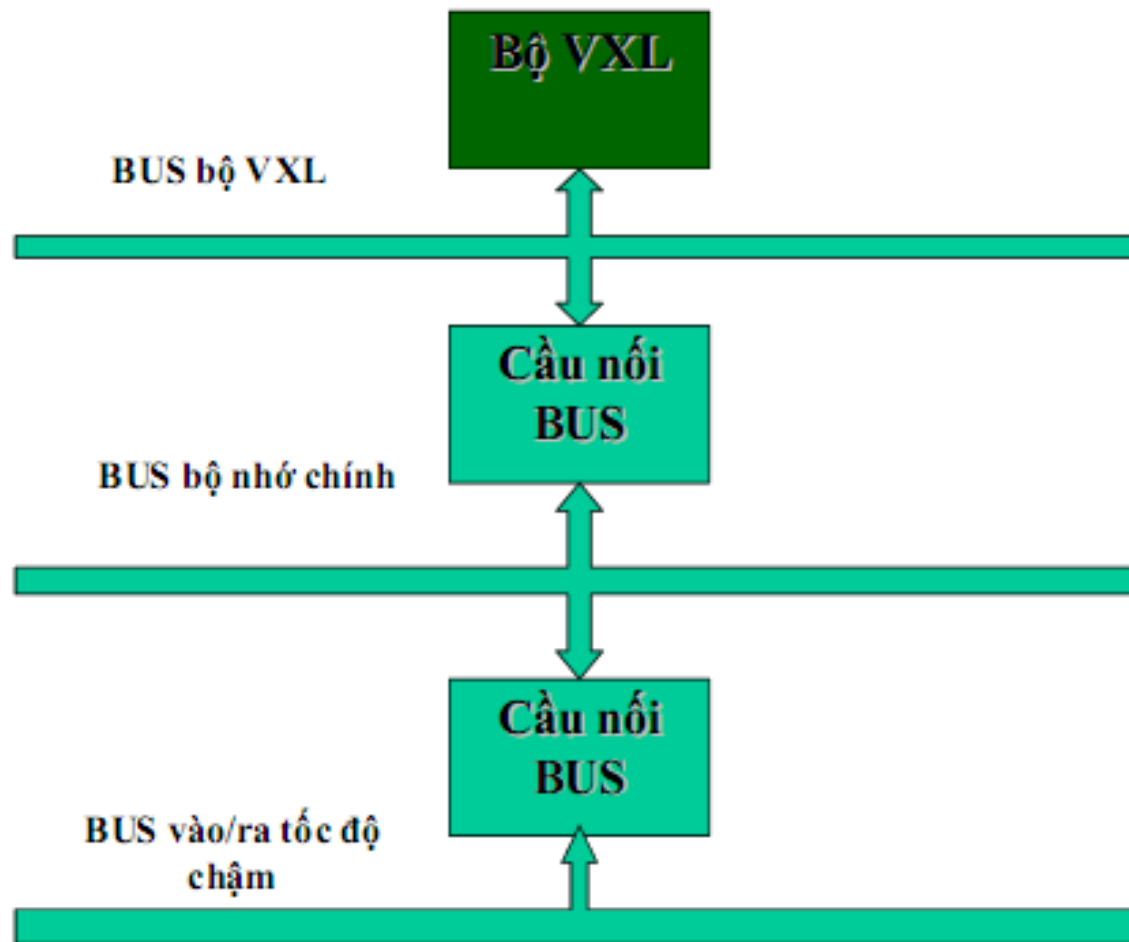 Bộ VXL
BUS bộ VXL
Cầu nối
BUS
BUS bộ nhớ chính
Cầu nối
BUS
BUS vào/ra tốc độ
chậm